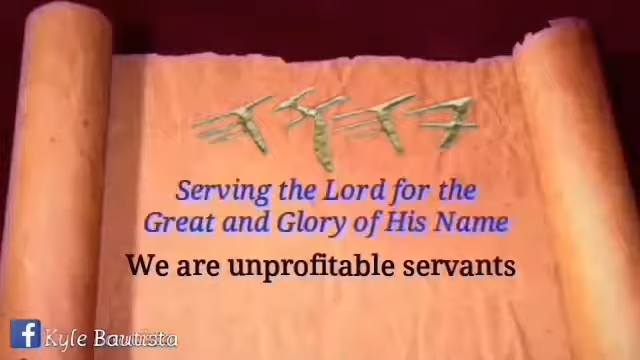 𐤉𐤄𐤅𐤄
Serving the Lord for the
Great and Glory of His Name
We are unprofitable servants
f Kyle Bautista